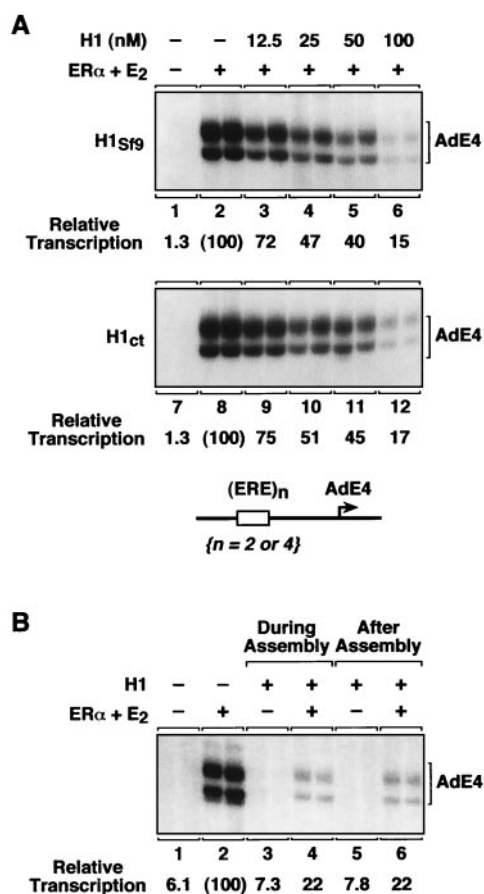 A
H1 (nM) – – 12.5 25 50 100
ERα + E2 – + + + + +
H1Sf9
AdE4
1 2 3 4 5 6
Relative
Transcription 1.3 (100) 72 47 40 15
H1ct
AdE4
7 8 9 10 11 12
Relative
Transcription 1.3 (100) 75 51 45 17
(ERE)n AdE4
{n = 2 or 4}
B
During After
Assembly Assembly
H1 – – + + + +
ERα + E2 – + – + – +
AdE4
1 2 3 4 5 6
Relative
Transcription 6.1 (100) 7.3 22 7.8 22